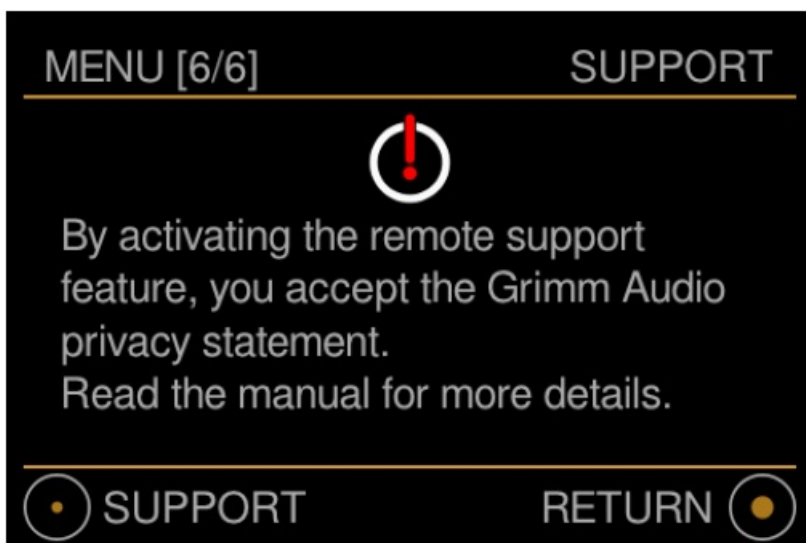 MENU [6/6] SUPPORT
By activating the remote support
feature, you accept the Grimm Audio
privacy statement.
Read the manual for more details.
SUPPORT RETURN